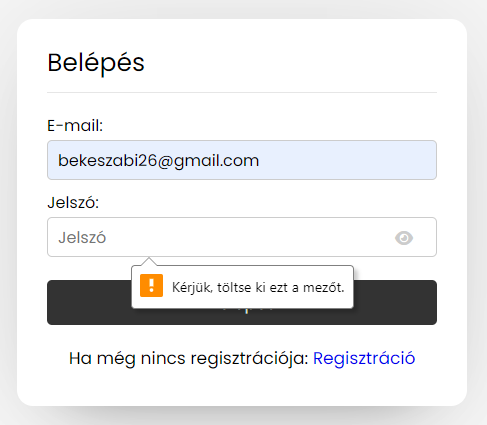 Belépés
E-mail:
bekeszabi26@gmail.com
Jelszó:
Jelszó
Kérjük, töltse ki ezt a mezőt.
Ha még nincs regisztrációja: Regisztráció